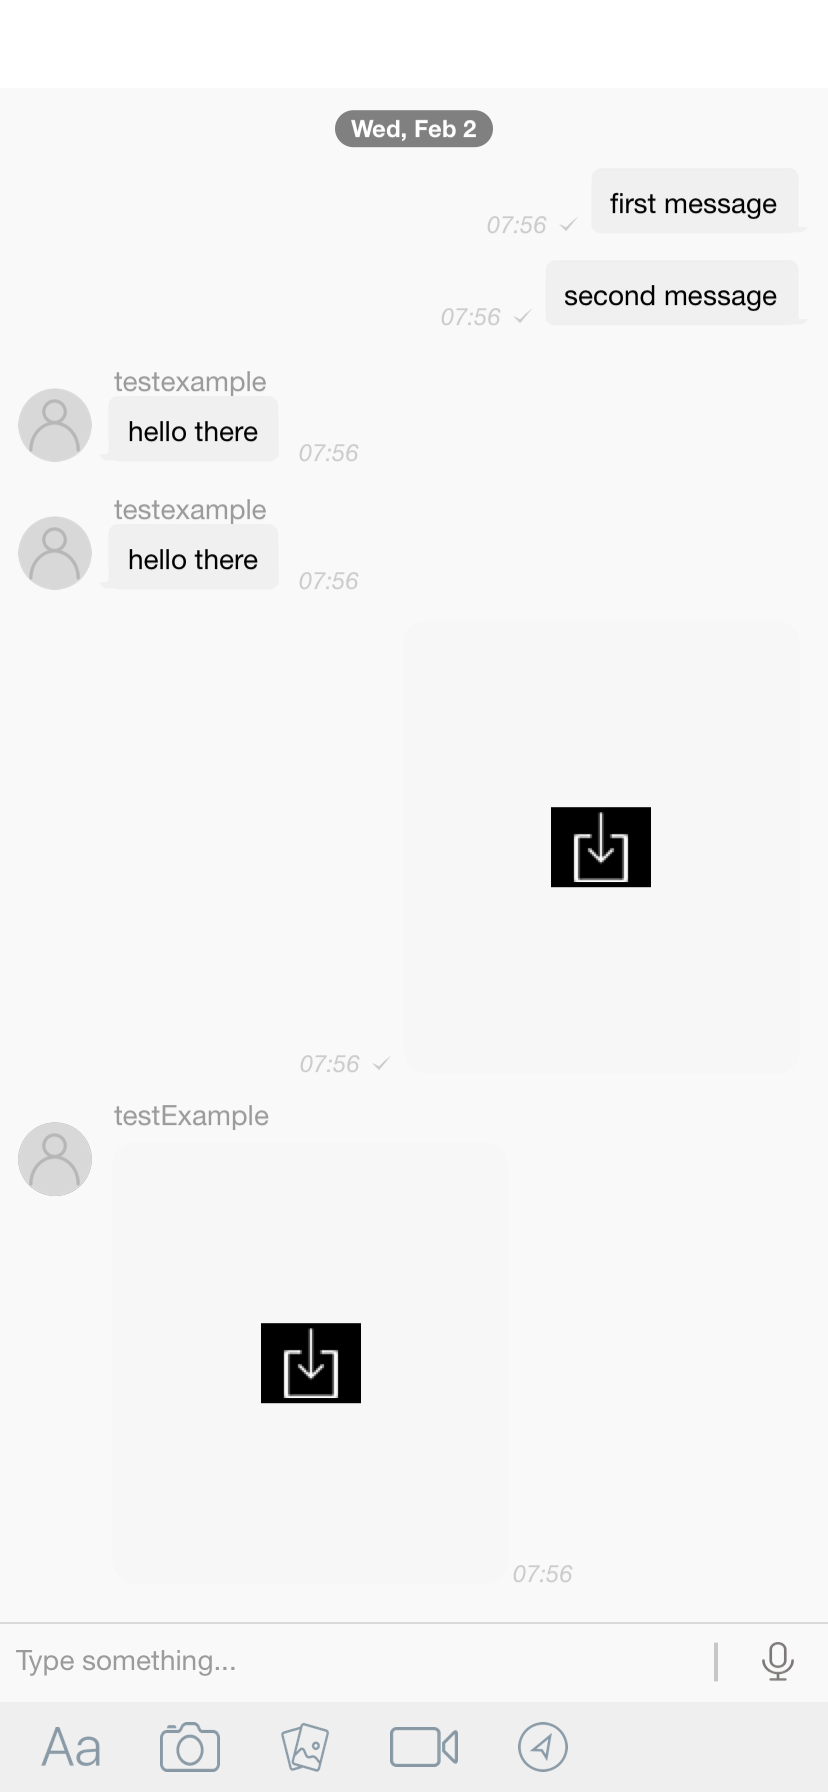 Wed, Feb 2
first message
07:56
second message
07:56
testexample
hello there
07:56
testexample
hello there
07:56
07:56
testExample
07:56
Type something...
Aa